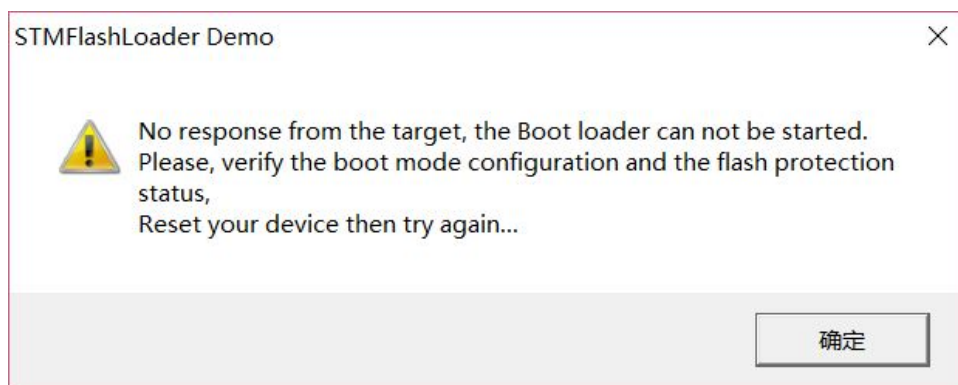 STMFlashLoader Demo
No response from the target, the Boot loader can not be started.
Please, verify the boot mode configuration and the flash protection
status,
Reset your device then try again...
确定